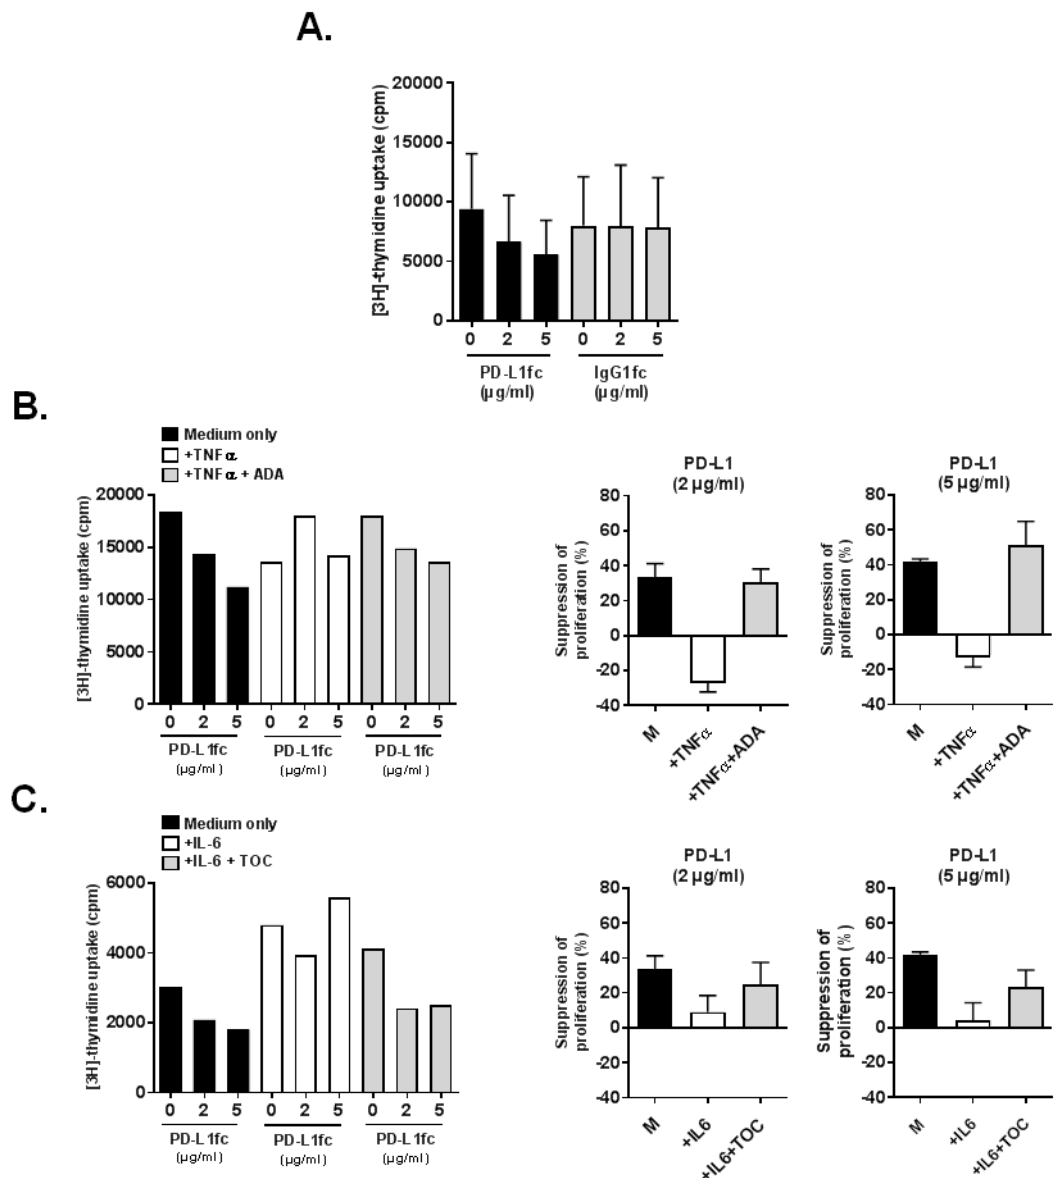 A.
[3H]-thymidine uptake (cpm)
20000
15000
10000
5000
0
0 2 5 0 2 5
PD-L1fc IgG1fc
(µg/ml) (µg/ml)
B.
Medium only
+TNFα
+TNFα + ADA
[3H]-thymidine uptake (cpm)
20000
15000
10000
5000
0
0 2 5 0 2 5 0 2 5
PD-L1fc PD-L1fc PD-L1fc
(µg/ml) (µg/ml) (µg/ml)
PD-L1
(2 µg/ml)
Suppression of
proliferation (%)
80
60
40
20
0
-20
-40
M +TNFα +TNFα+ADA
PD-L1
(5 µg/ml)
Suppression of
proliferation (%)
80
60
40
20
0
-20
-40
M +TNFα +TNFα+ADA
C.
Medium only
+IL-6
+IL-6 + TOC
[3H]-thymidine uptake (cpm)
6000
4000
2000
0
0 2 5 0 2 5 0 2 5
PD-L1fc PD-L1fc PD-L1fc
(µg/ml) (µg/ml) (µg/ml)
PD-L1
(2 µg/ml)
Suppression of
proliferation (%)
80
60
40
20
0
-20
-40
M +IL6 +IL6+TOC
PD-L1
(5 µg/ml)
Suppression of
proliferation (%)
80
60
40
20
0
-20
-40
M +IL6 +IL6+TOC